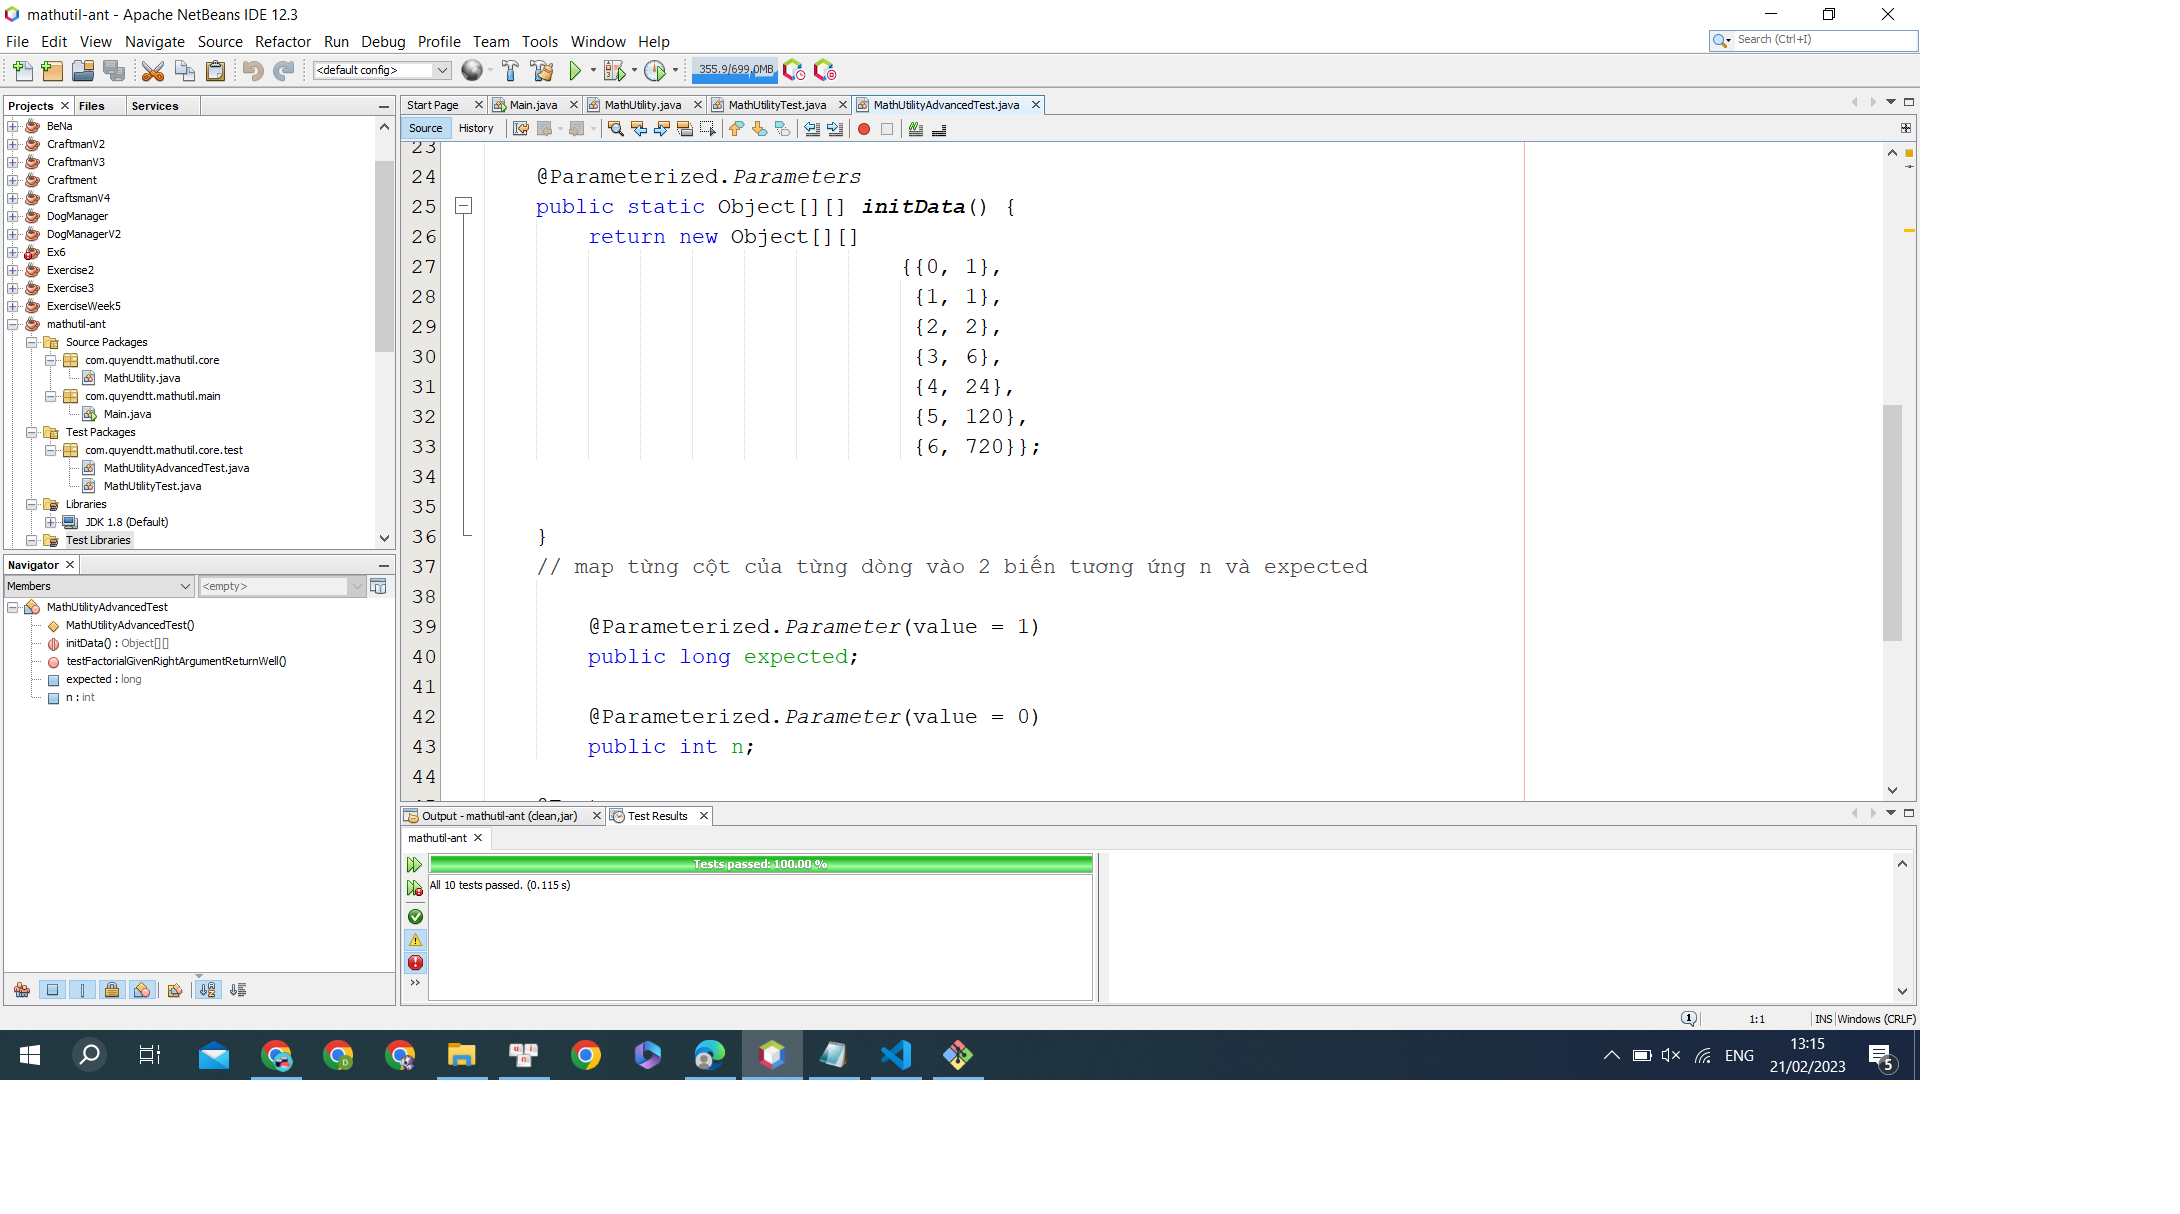 mathutil-ant - Apache NetBeans IDE 12.3
File Edit View Navigate Source Refactor Run Debug Profile Team Tools Window Help
Search (Ctrl+I)
<default config>
355.9/699.0MB
Projects Files Services
BeNa
CraftmanV2
CraftmanV3
Craftment
CraftsmanV4
DogManager
DogManagerV2
Ex6
Exercise2
Exercise3
ExerciseWeek5
mathutil-ant
Source Packages
com.quyendtt.mathutil.core
MathUtility.java
com.quyendtt.mathutil.main
Main.java
Test Packages
com.quyendtt.mathutil.core.test
MathUtilityAdvancedTest.java
MathUtilityTest.java
Libraries
JDK 1.8 (Default)
Test Libraries
Navigator
Members <empty>
MathUtilityAdvancedTest
MathUtilityAdvancedTest()
initData() : Object[][]
testFactorialGivenRightArgumentReturnWell()
expected : long
n : int
Start Page Main.java MathUtility.java MathUtilityTest.java MathUtilityAdvancedTest.java
Source History
23
24 @Parameterized.Parameters
25 public static Object[][] initData() {
26 return new Object[][]
27 {{0, 1},
28 {1, 1},
29 {2, 2},
30 {3, 6},
31 {4, 24},
32 {5, 120},
33 {6, 720}};
34
35
36 }
37 // map từng cột của từng dòng vào 2 biến tương ứng n và expected
38
39 @Parameterized.Parameter(value = 1)
40 public long expected;
41
42 @Parameterized.Parameter(value = 0)
43 public int n;
44
Output - mathutil-ant (clean,jar) Test Results
mathutil-ant
Tests passed: 100.00 %
All 10 tests passed. (0.115 s)
1 1:1 INS Windows (CRLF)
ENG
13:15
21/02/2023
5